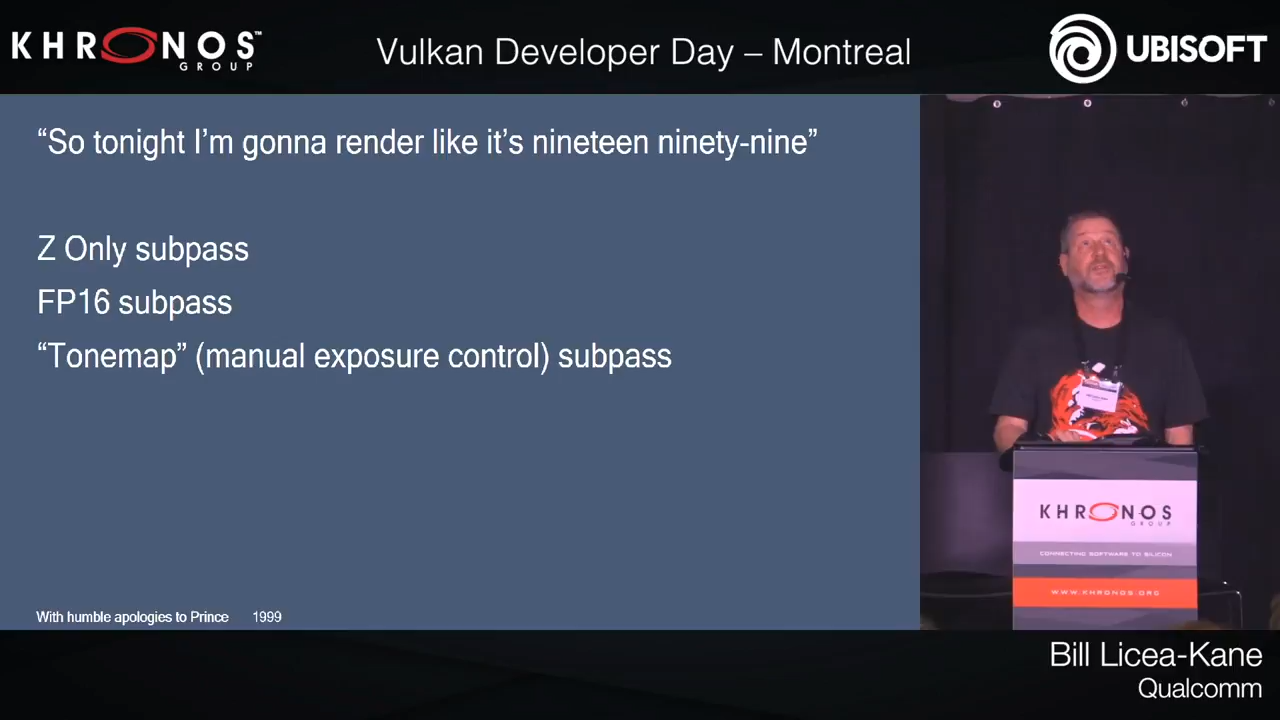 KHRONOS™
GROUP
Vulkan Developer Day – Montreal
UBISOFT
“So tonight I’m gonna render like it’s nineteen ninety-nine”
Z Only subpass
FP16 subpass
“Tonemap” (manual exposure control) subpass
With humble apologies to Prince 1999
KHRONOS
GROUP
CONNECTING SOFTWARE TO SILICON
WWW.KHRONOS.ORG
Bill Licea-Kane
Qualcomm